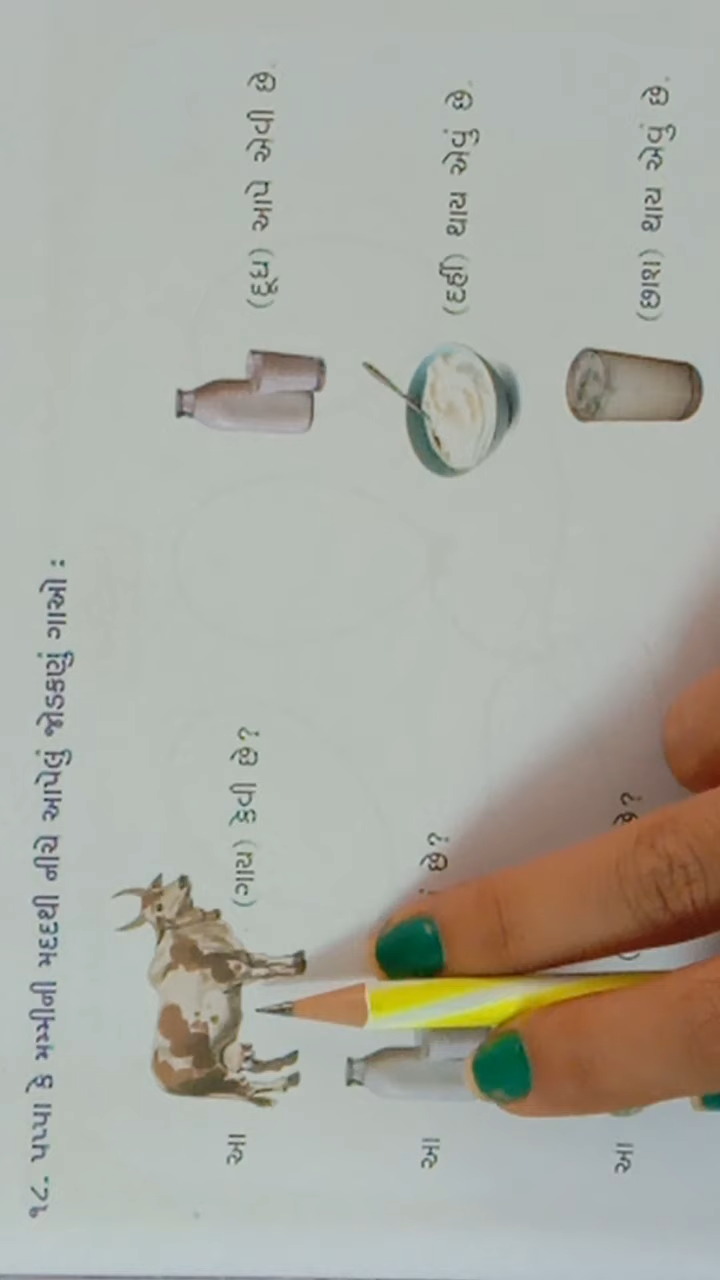 ૧૮. પપ્પા કે મમ્મીની મદદથી નીચે આપેલું જોડકણું ગાઓ :
આ (ગાય) કેવી છે? (દૂધ) આપે એવી છે.
આ છે? (દહીં) થાય એવું છે.
આ છે? (છાશ) થાય એવું છે.